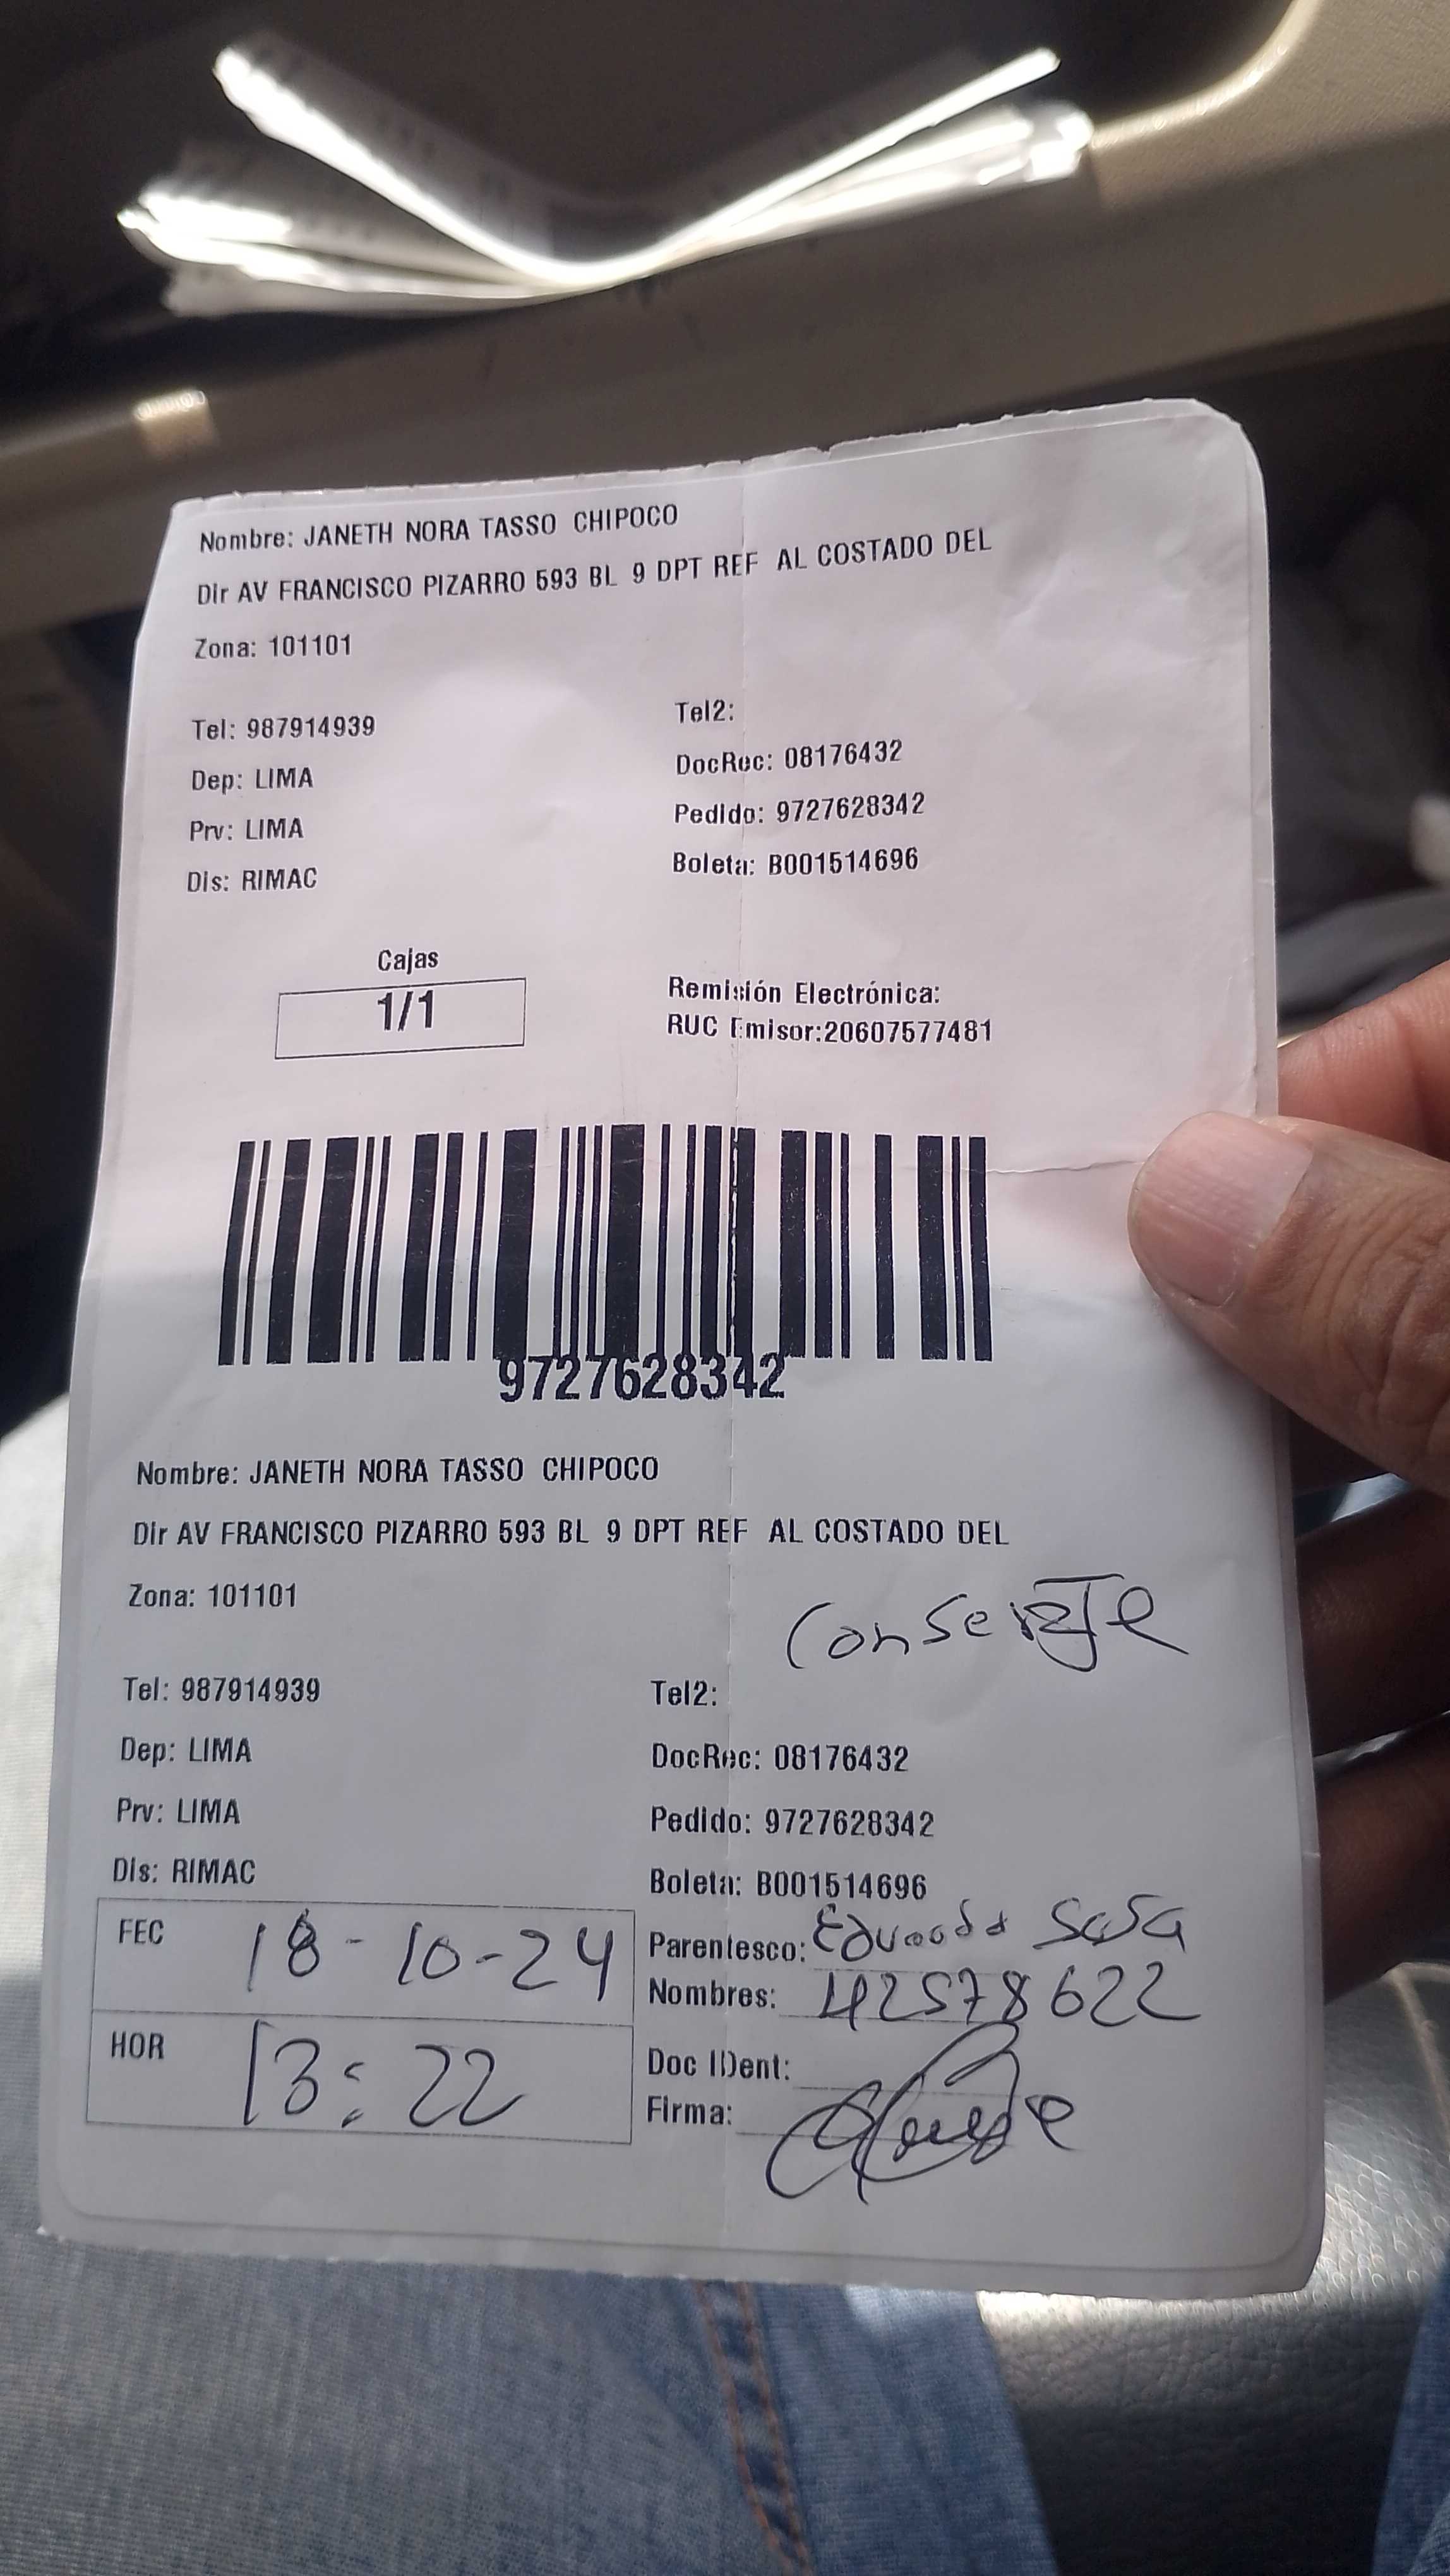 Nombre: JANETH NORA TASSO CHIPOCO
Dir AV FRANCISCO PIZARRO 593 BL 9 DPT REF AL COSTADO DEL
Zona: 101101
Tel: 987914939
Tel2:
Dep: LIMA
DocRec: 08176432
Prv: LIMA
Pedido: 9727628342
Dis: RIMAC
Boleta: B001514696
Cajas
1/1
Remisión Electrónica:
RUC Emisor:20607577481
9727628342
Nombre: JANETH NORA TASSO CHIPOCO
Dir AV FRANCISCO PIZARRO 593 BL 9 DPT REF AL COSTADO DEL
Zona: 101101
Conserje
Tel: 987914939
Tel2:
Dep: LIMA
DocRec: 08176432
Prv: LIMA
Pedido: 9727628342
Dis: RIMAC
Boleta: B001514696
FEC 18-10-24
Parentesco: Eduardo Sosa
Nombres: 42578622
HOR 13:22
Doc IDent:
Firma: